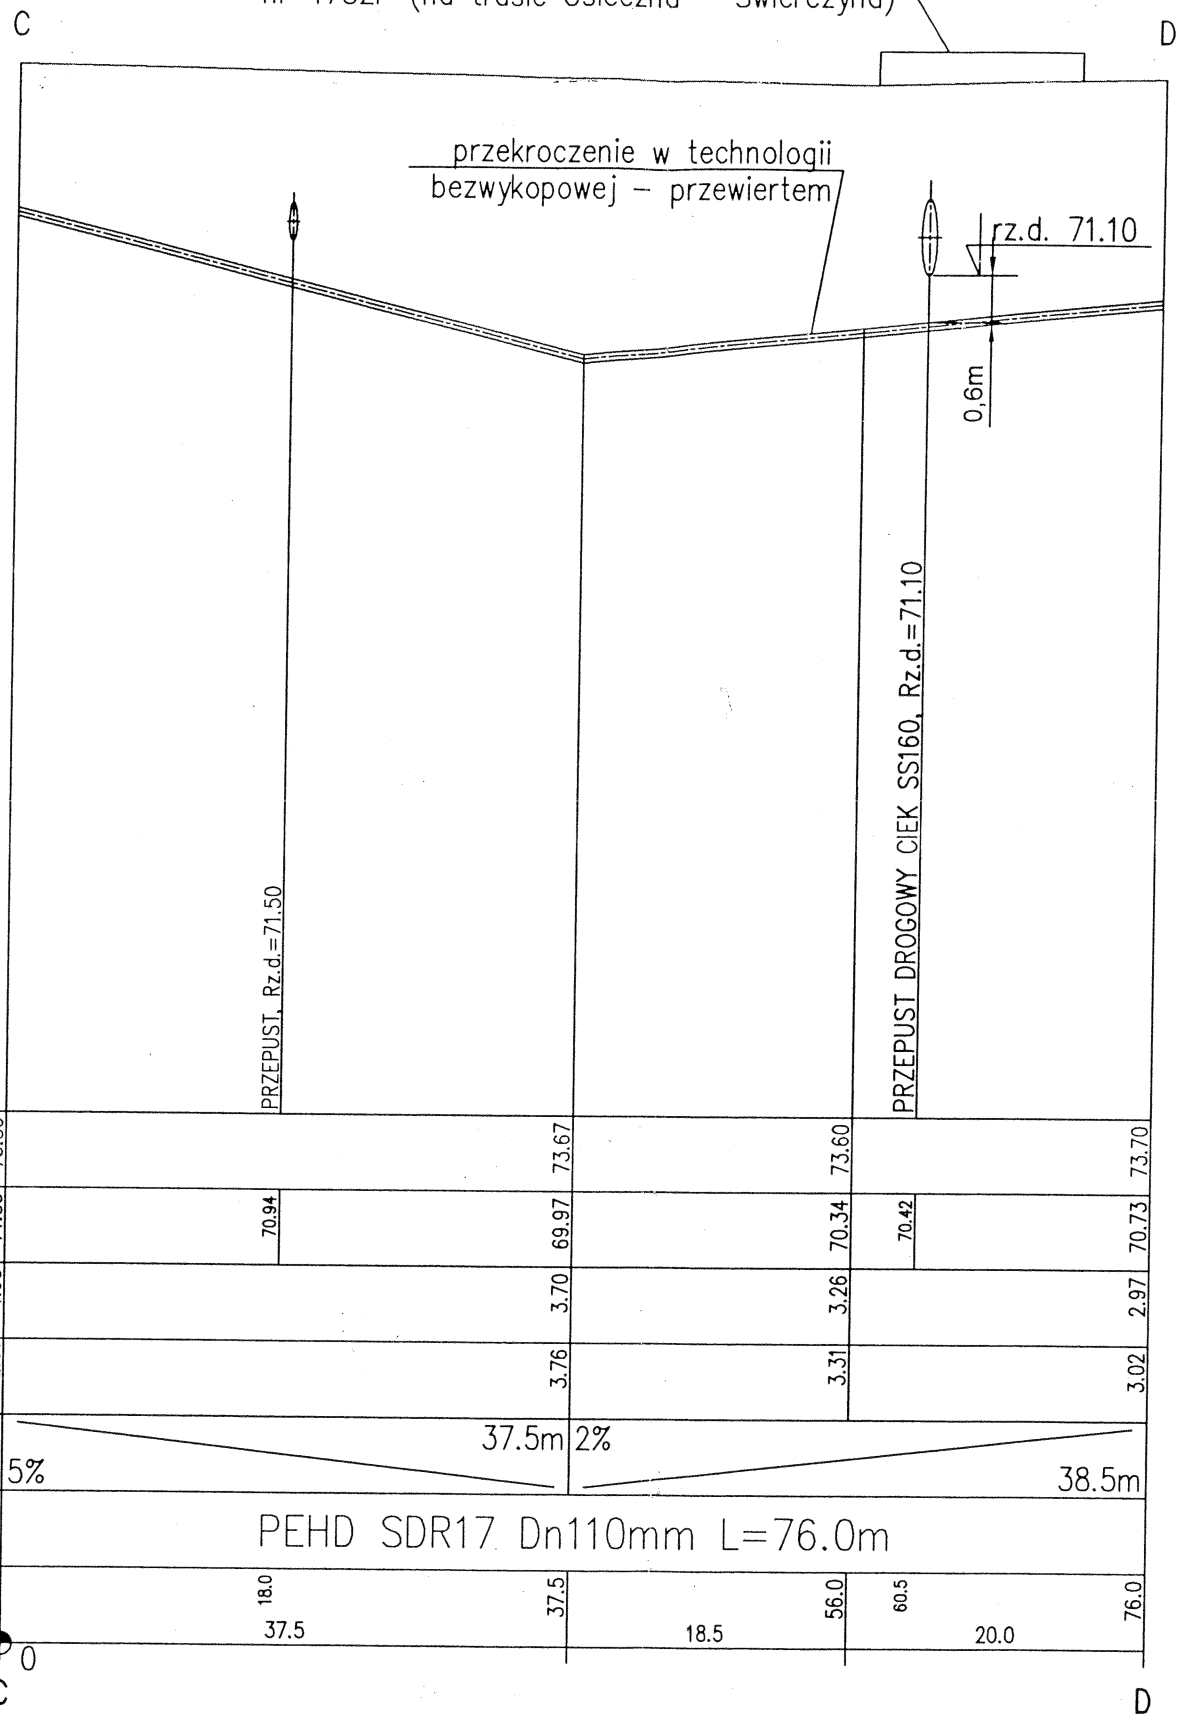 C
D
przekroczenie w technologii
bezwykopowej – przewiertem
rz.d. 71.10
0,6m
PRZEPUST, Rz.d.=71.50
PRZEPUST DROGOWY CIEK SS160, Rz.d.=71.10
73.67
73.60
73.70
70.94
69.97
70.34
70.42
70.73
3.70
3.26
2.97
3.76
3.31
3.02
5%
37.5m
2%
38.5m
PEHD SDR17 Dn110mm L=76.0m
18.0
37.5
56.0
60.5
76.0
37.5
18.5
20.0
0
D